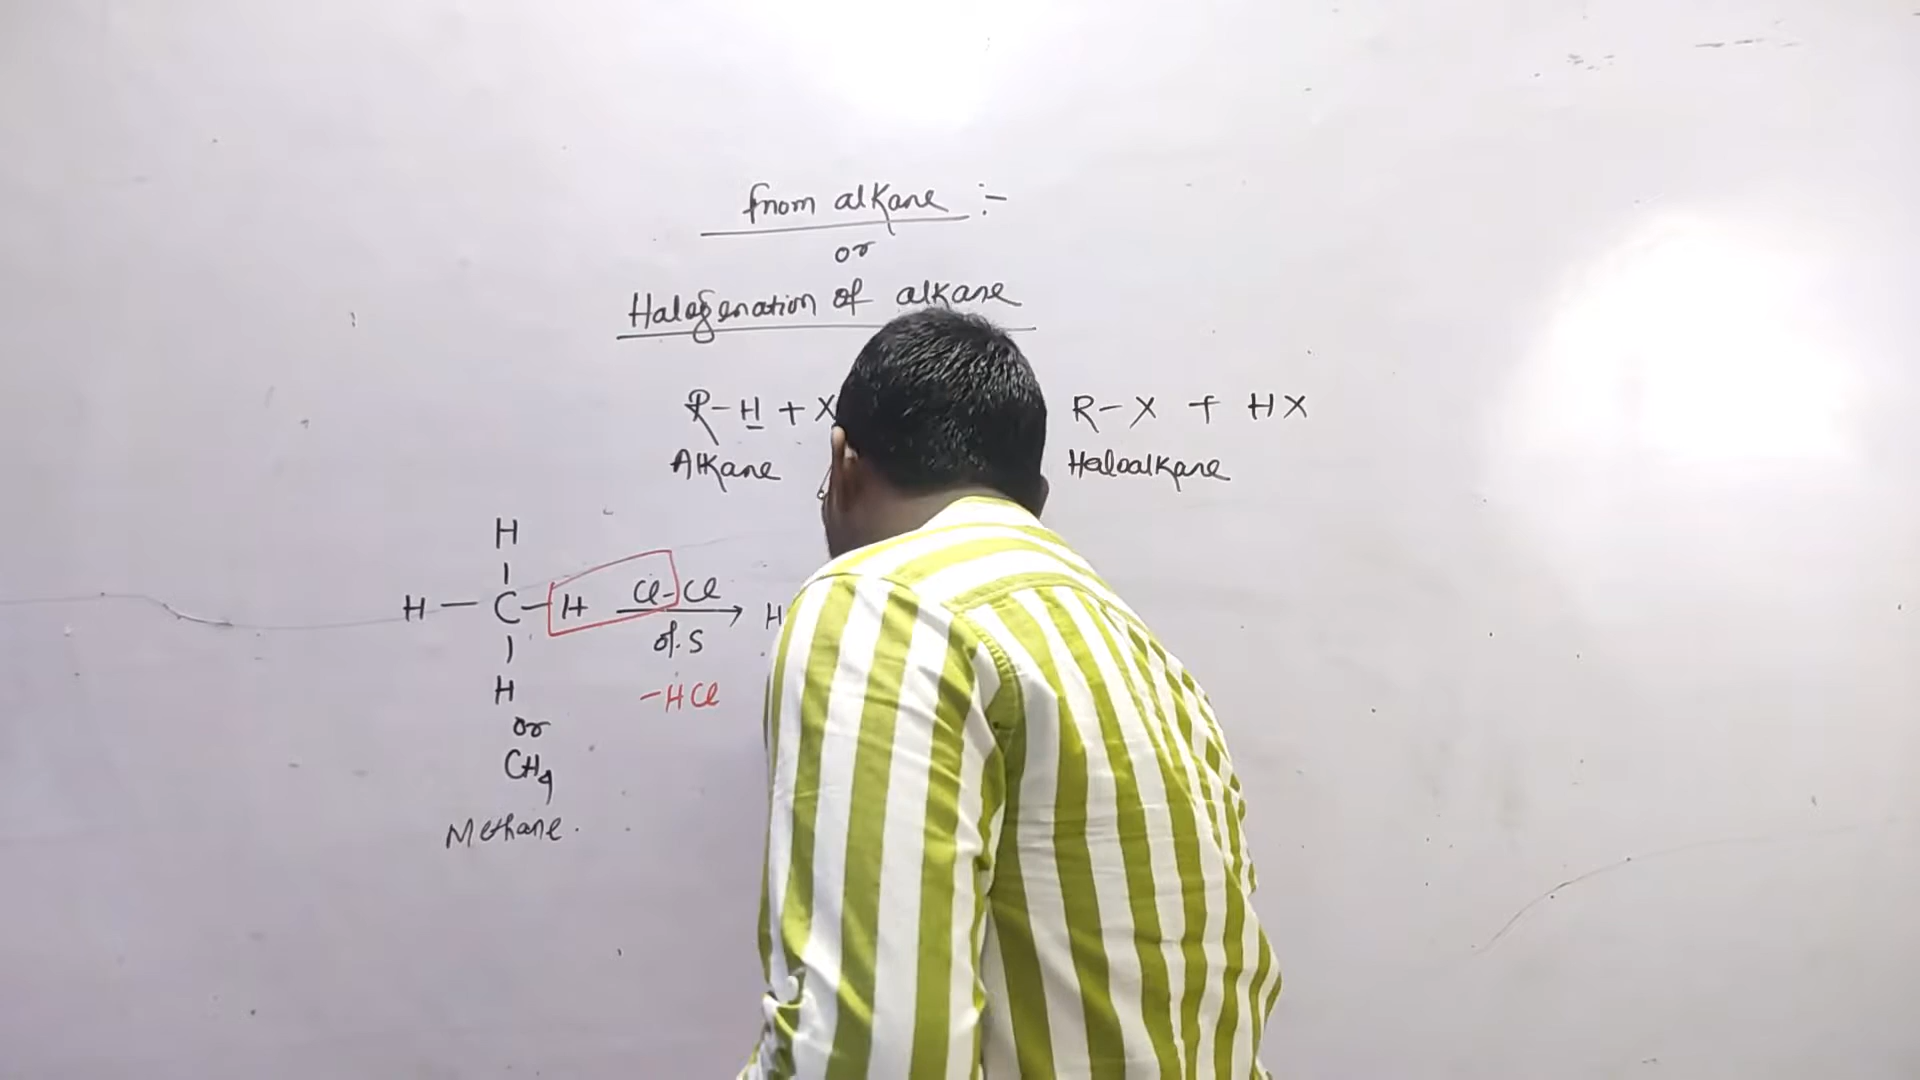 from alkane :-
or
Halogenation of alkane
R-H + X R-X + HX
Alkane Haloalkane
H
H-C-H Cl-Cl H
d.S
H -HCl
or
CH4
Methane.